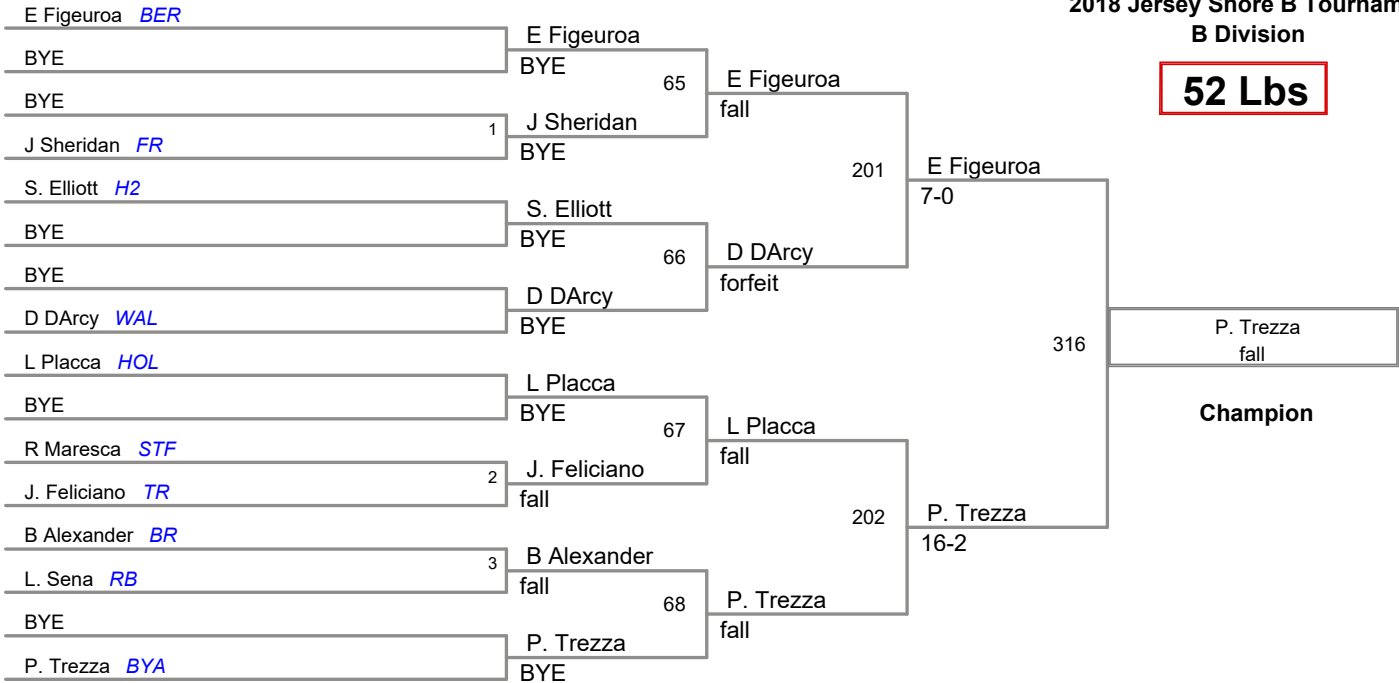 2018 Jersey Shore B Tournam
B Division
52 Lbs
E Figeuroa BER
BYE
BYE
J Sheridan FR
S. Elliott H2
BYE
BYE
D DArcy WAL
L Placca HOL
BYE
R Maresca STF
J. Feliciano TR
B Alexander BR
L. Sena RB
BYE
P. Trezza BYA
1
2
3
E Figeuroa
BYE
J Sheridan
BYE
S. Elliott
BYE
D DArcy
BYE
L Placca
BYE
J. Feliciano
fall
B Alexander
fall
P. Trezza
BYE
65
66
67
68
E Figeuroa
fall
D DArcy
forfeit
L Placca
fall
P. Trezza
fall
201
202
E Figeuroa
7-0
P. Trezza
16-2
316
P. Trezza
fall
Champion